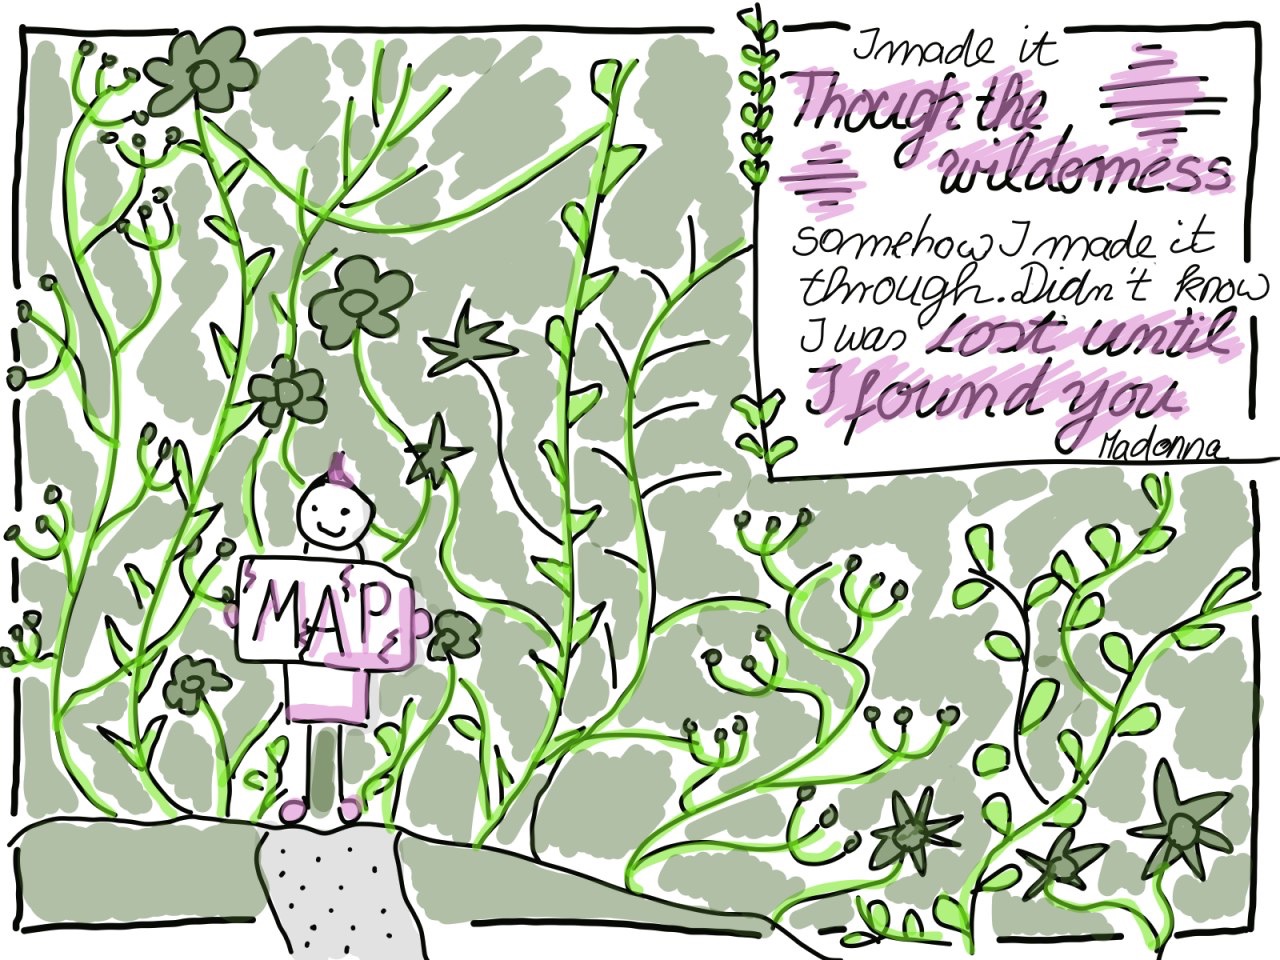 I made it
Though the
wilderness
somehow I made it
through. Didn't know
I was lost until
I found you
Madonna
MAP